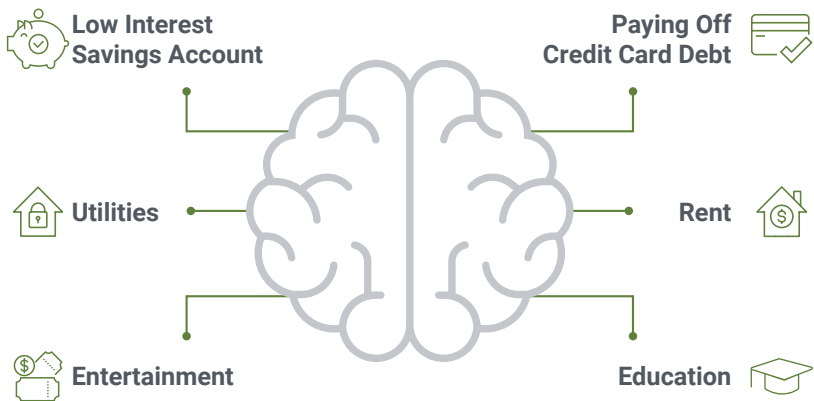 Low Interest
Savings Account
Paying Off
Credit Card Debt
Utilities
Rent
Entertainment
Education